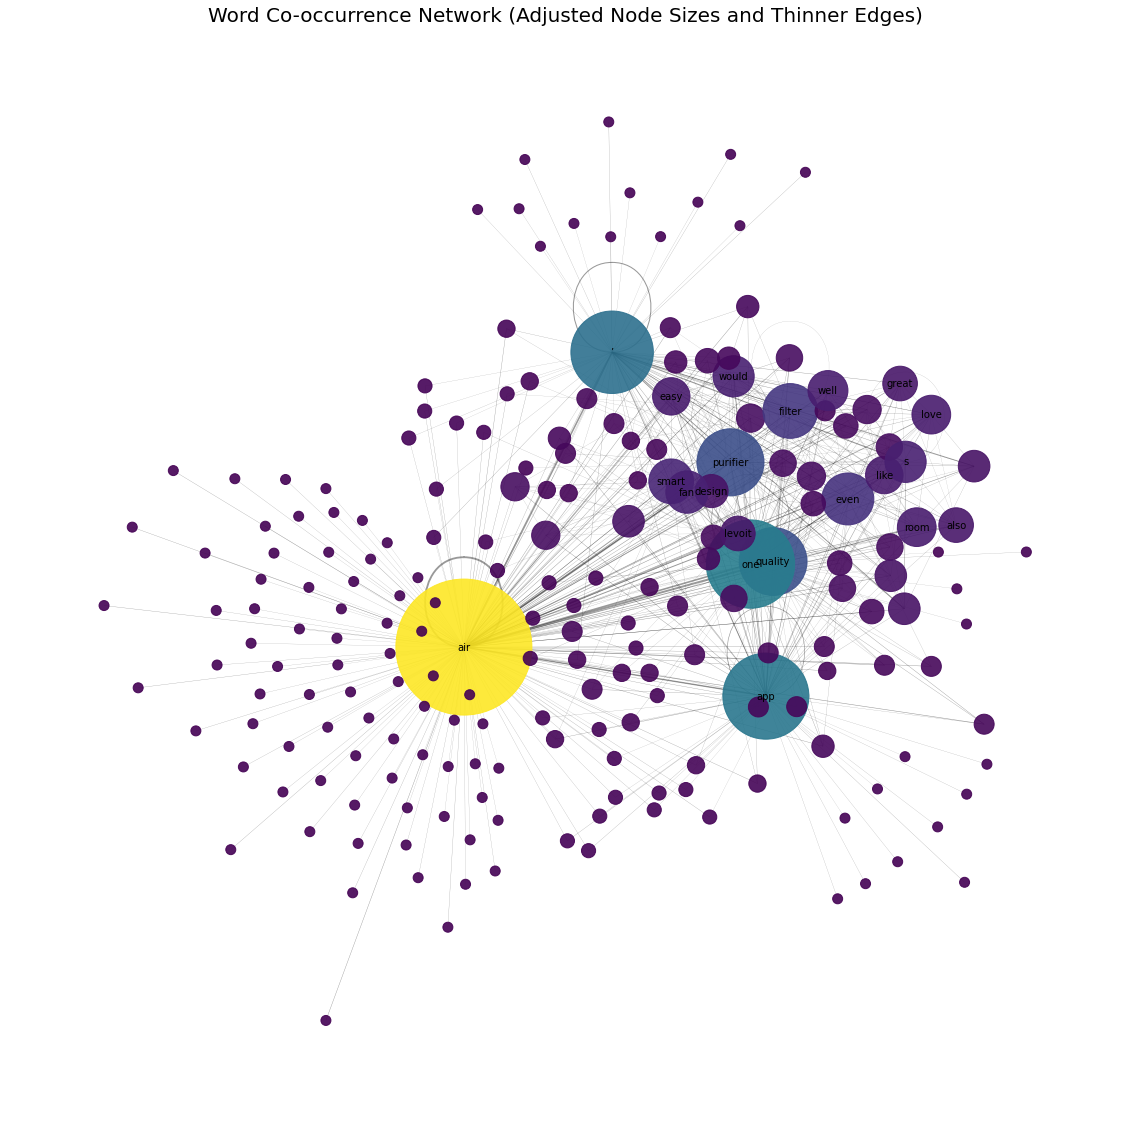 Word Co-occurrence Network (Adjusted Node Sizes and Thinner Edges)
would
great
well
easy
filter
love
purifier
s
like
smart
fan
design
even
room
also
levoit
one
quality
air
app